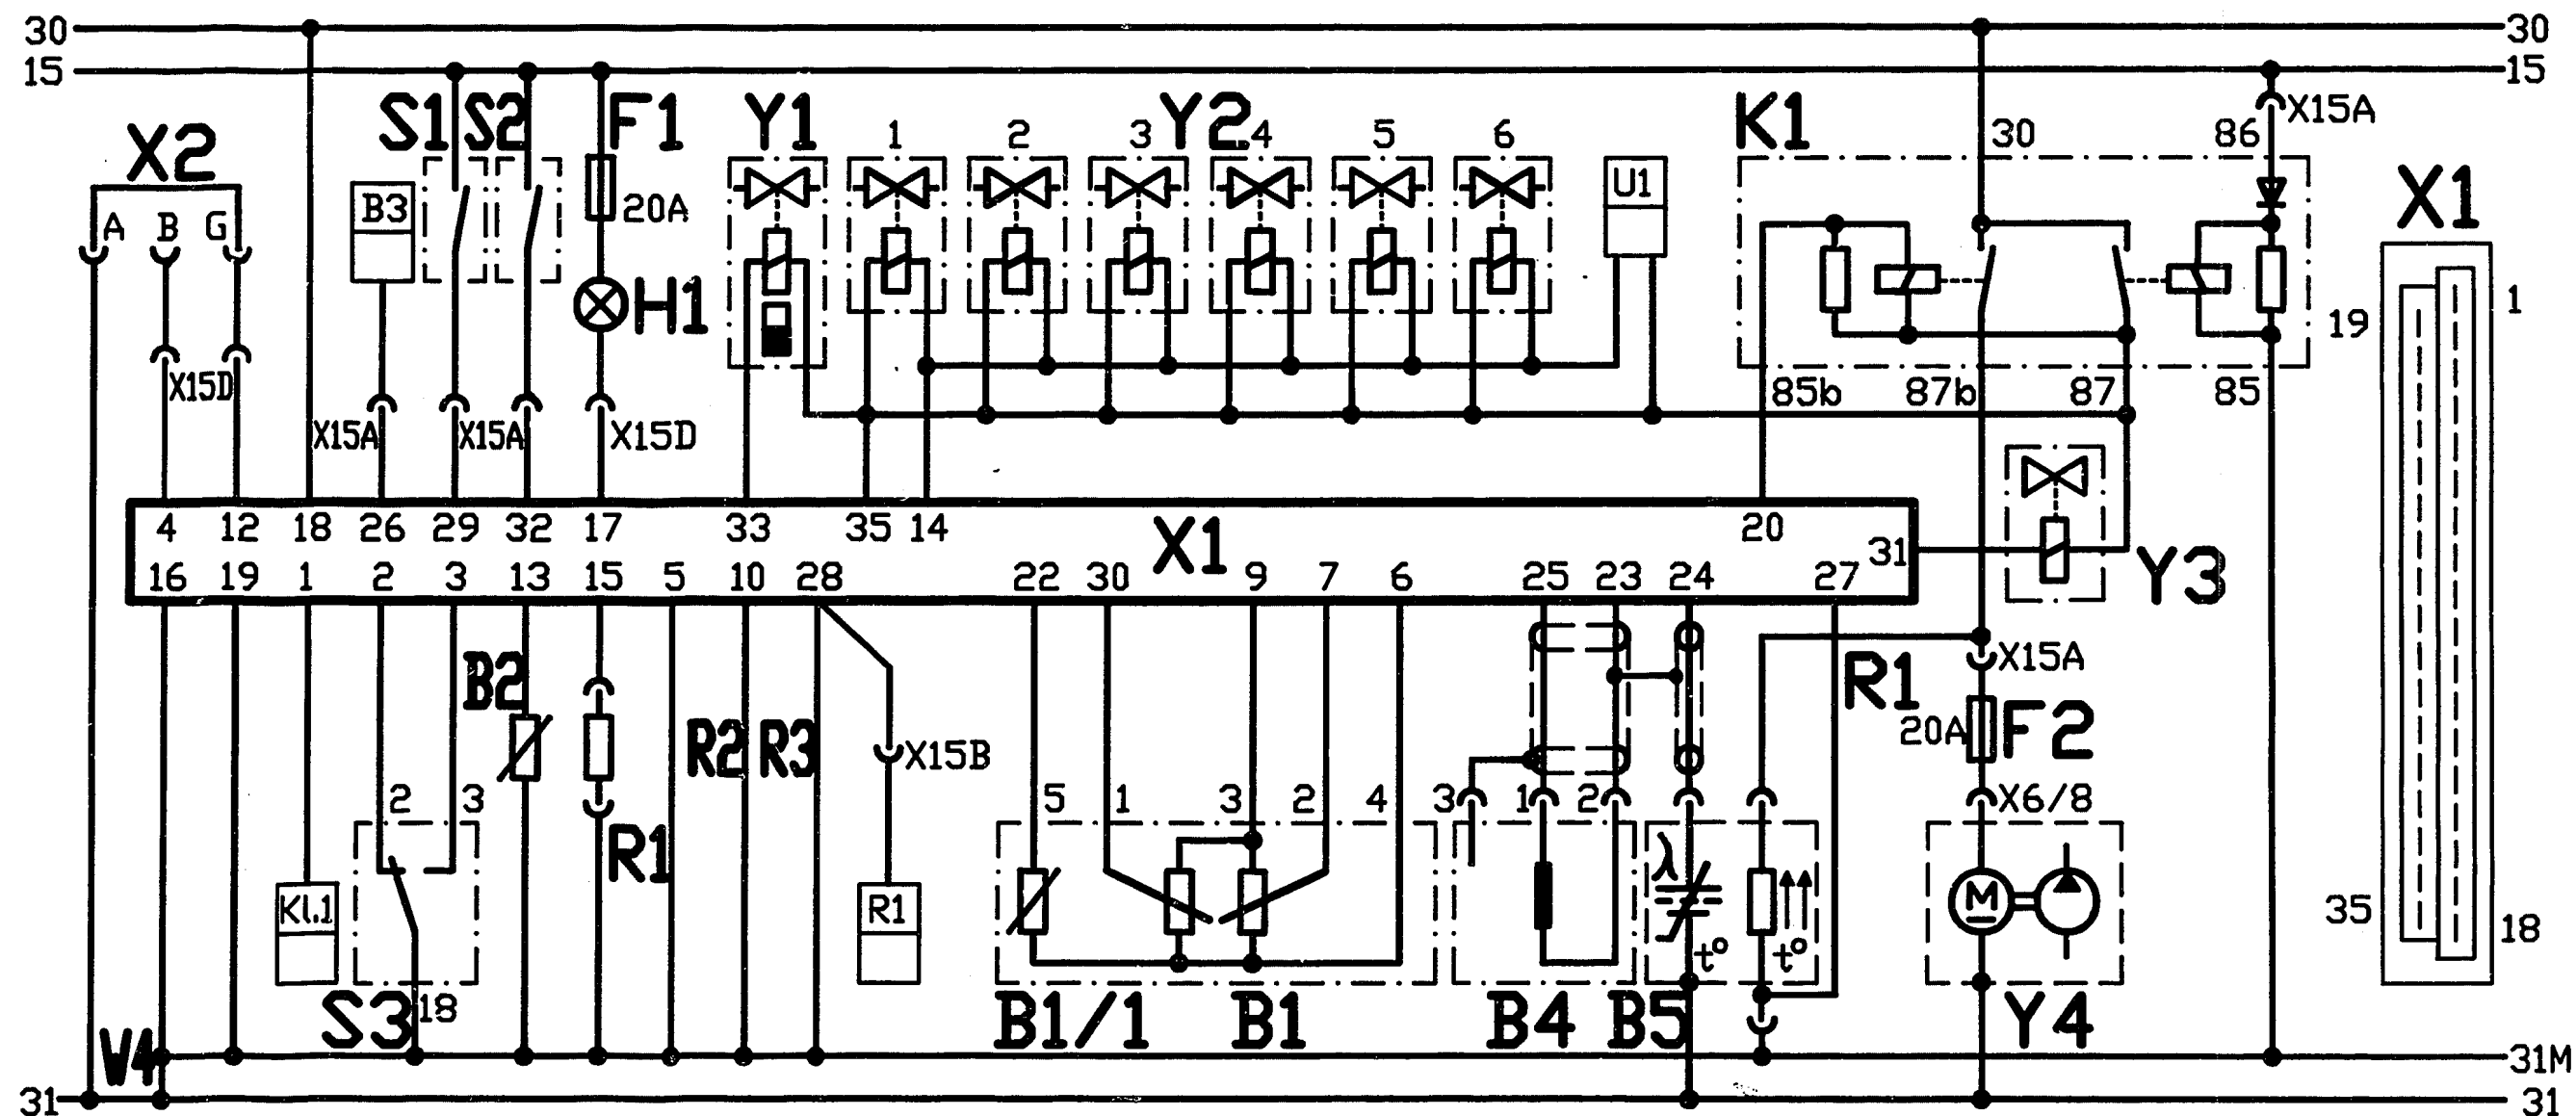 30 30
15 15
X2 S1 S2 F1 Y1 1 2 3 Y2 4 5 6 K1 30 86 X15A
A B G B3 20A U1 X1
H1 19 1
X15D 85b 87b 87 85
X15A X15A X15D
4 12 18 26 29 32 17 33 35 14 X1 20 31
16 19 1 2 3 13 15 5 10 28 22 30 9 7 6 25 23 24 27 Y3
B2 R1 X15A
R2 R3 X15B 20A F2
2 3 5 1 3 2 4 3 1 2 X6/8
R1 λ
Kl.1 R1 M 35 18
t° t°
S3 18 B1/1 B1 B4 B5 Y4
W4 31M
31 31